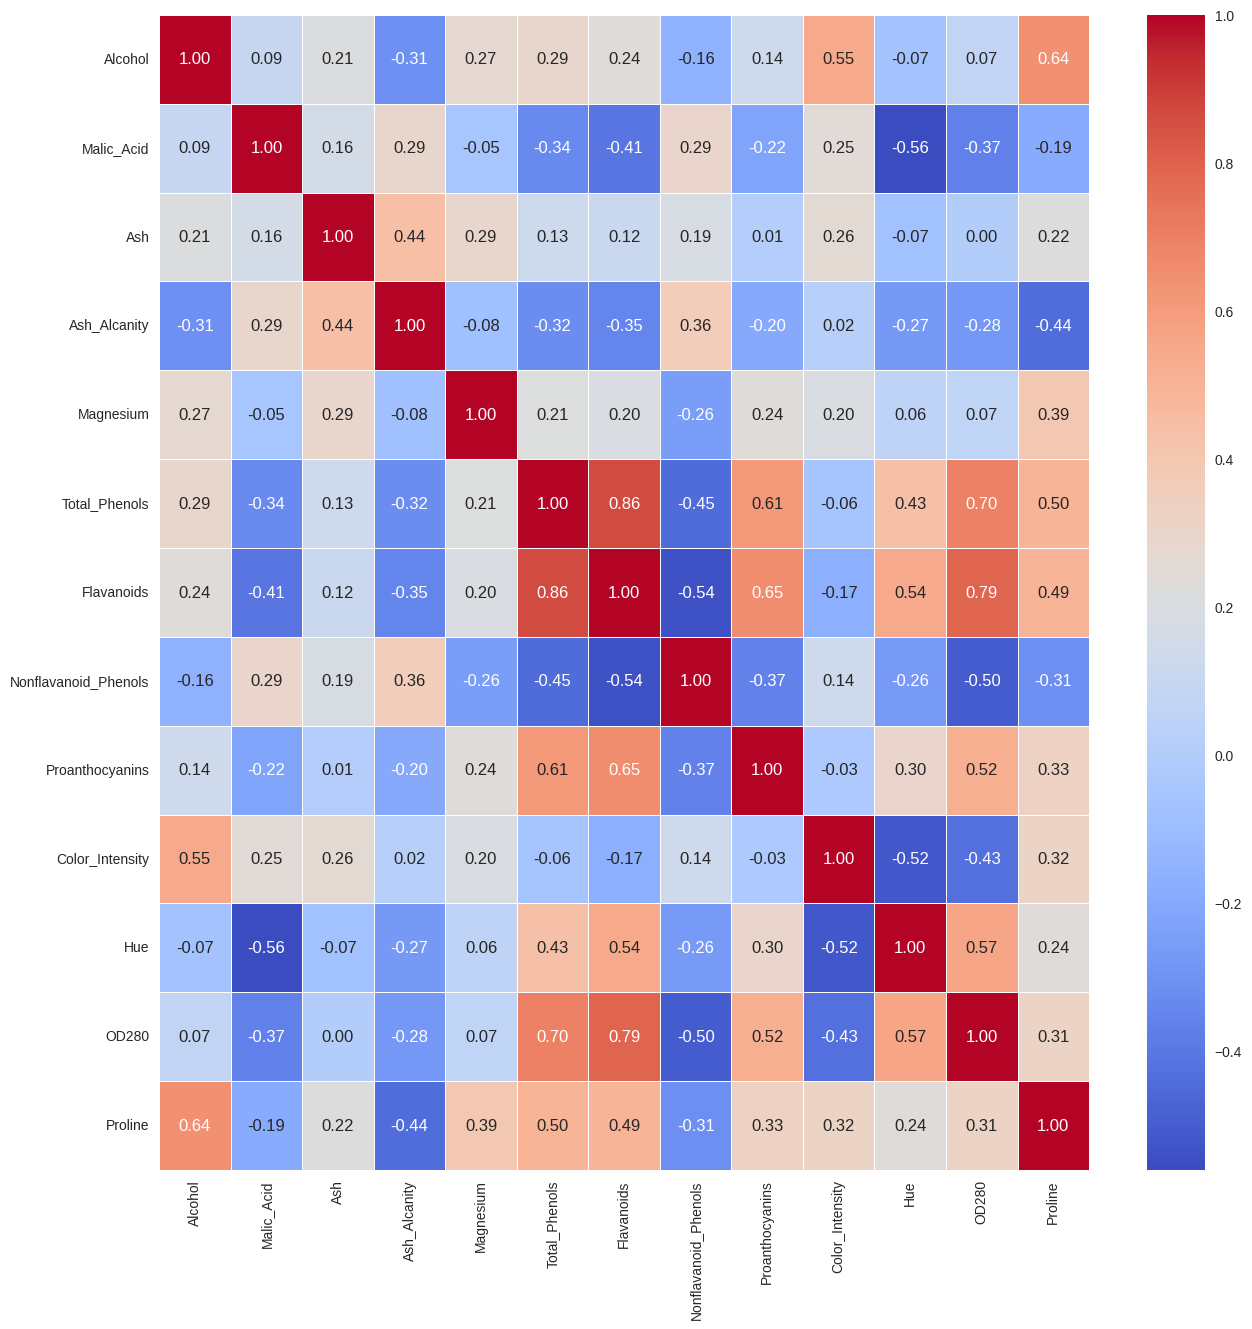 Alcohol 1.00 0.09 0.21 -0.31 0.27 0.29 0.24 -0.16 0.14 0.55 -0.07 0.07 0.64
Malic_Acid 0.09 1.00 0.16 0.29 -0.05 -0.34 -0.41 0.29 -0.22 0.25 -0.56 -0.37 -0.19
Ash 0.21 0.16 1.00 0.44 0.29 0.13 0.12 0.19 0.01 0.26 -0.07 0.00 0.22
Ash_Alcanity -0.31 0.29 0.44 1.00 -0.08 -0.32 -0.35 0.36 -0.20 0.02 -0.27 -0.28 -0.44
Magnesium 0.27 -0.05 0.29 -0.08 1.00 0.21 0.20 -0.26 0.24 0.20 0.06 0.07 0.39
Total_Phenols 0.29 -0.34 0.13 -0.32 0.21 1.00 0.86 -0.45 0.61 -0.06 0.43 0.70 0.50
Flavanoids 0.24 -0.41 0.12 -0.35 0.20 0.86 1.00 -0.54 0.65 -0.17 0.54 0.79 0.49
Nonflavanoid_Phenols -0.16 0.29 0.19 0.36 -0.26 -0.45 -0.54 1.00 -0.37 0.14 -0.26 -0.50 -0.31
Proanthocyanins 0.14 -0.22 0.01 -0.20 0.24 0.61 0.65 -0.37 1.00 -0.03 0.30 0.52 0.33
Color_Intensity 0.55 0.25 0.26 0.02 0.20 -0.06 -0.17 0.14 -0.03 1.00 -0.52 -0.43 0.32
Hue -0.07 -0.56 -0.07 -0.27 0.06 0.43 0.54 -0.26 0.30 -0.52 1.00 0.57 0.24
OD280 0.07 -0.37 0.00 -0.28 0.07 0.70 0.79 -0.50 0.52 -0.43 0.57 1.00 0.31
Proline 0.64 -0.19 0.22 -0.44 0.39 0.50 0.49 -0.31 0.33 0.32 0.24 0.31 1.00
Alcohol
Malic_Acid
Ash
Ash_Alcanity
Magnesium
Total_Phenols
Flavanoids
Nonflavanoid_Phenols
Proanthocyanins
Color_Intensity
Hue
OD280
Proline
1.0
0.8
0.6
0.4
0.2
0.0
−0.2
−0.4